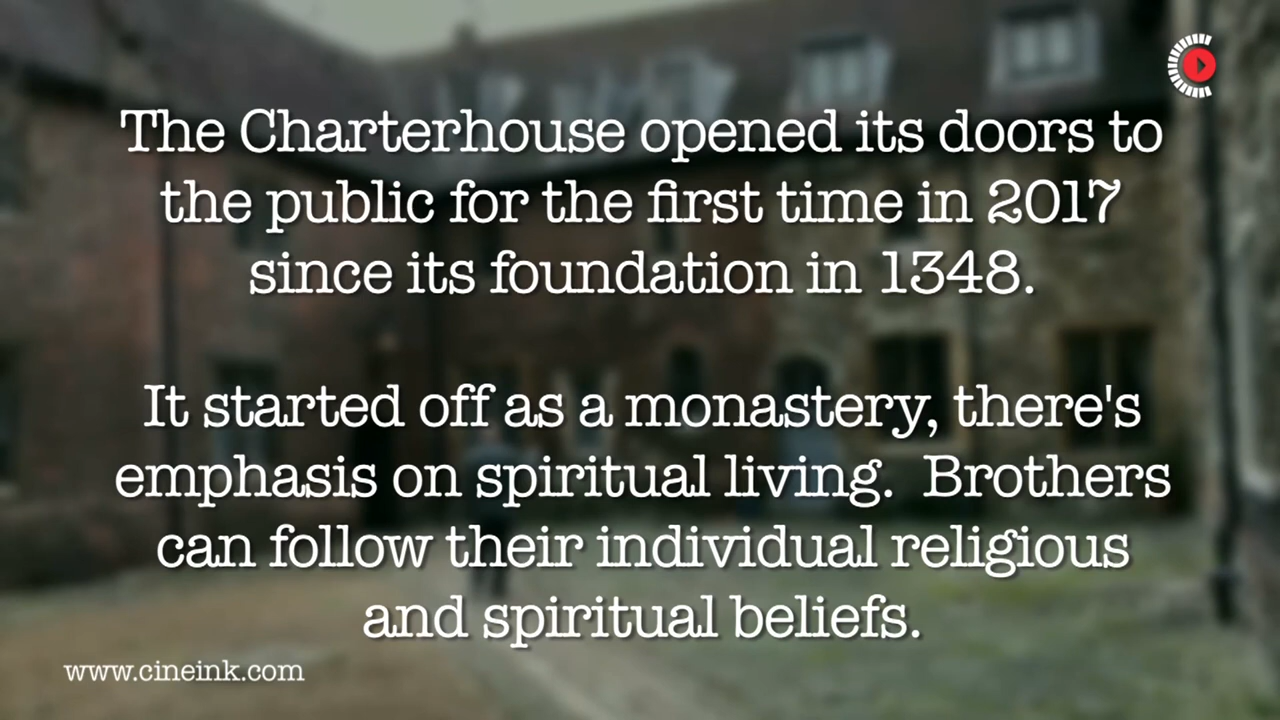 The Charterhouse opened its doors to
the public for the first time in 2017
since its foundation in 1348.
It started off as a monastery, there's
emphasis on spiritual living.  Brothers
can follow their individual religious
and spiritual beliefs.
www.cineink.com